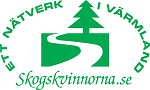 ETT NÄTVERK I VÄRMLAND
Skogskvinnorna.se